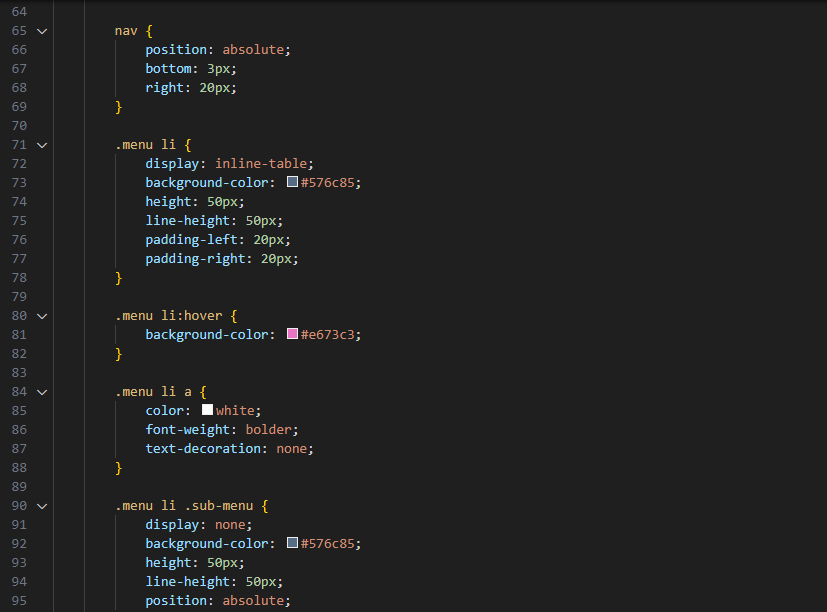 64
65 nav {
66 position: absolute;
67 bottom: 3px;
68 right: 20px;
69 }
70
71 .menu li {
72 display: inline-table;
73 background-color: #576c85;
74 height: 50px;
75 line-height: 50px;
76 padding-left: 20px;
77 padding-right: 20px;
78 }
79
80 .menu li:hover {
81 background-color: #e673c3;
82 }
83
84 .menu li a {
85 color: white;
86 font-weight: bolder;
87 text-decoration: none;
88 }
89
90 .menu li .sub-menu {
91 display: none;
92 background-color: #576c85;
93 height: 50px;
94 line-height: 50px;
95 position: absolute;